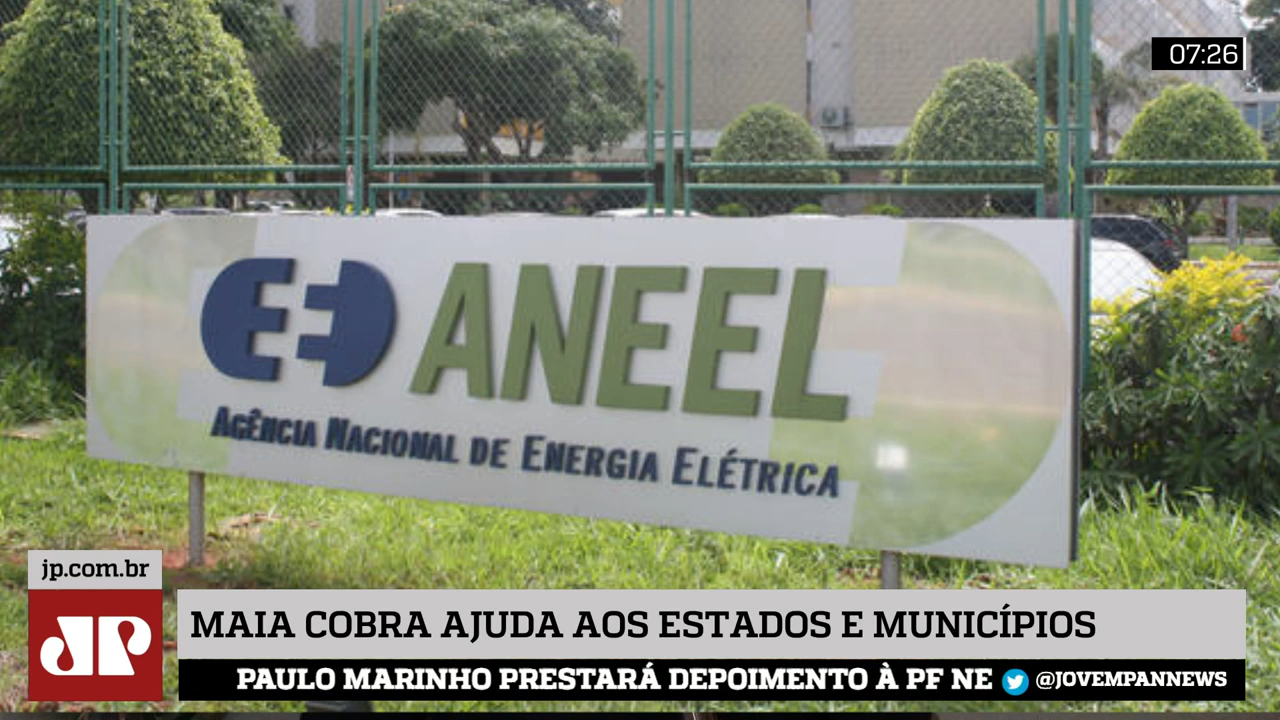 07:26
ANEEL
AGÊNCIA NACIONAL DE ENERGIA ELÉTRICA
jp.com.br
JP
MAIA COBRA AJUDA AOS ESTADOS E MUNICÍPIOS
PAULO MARINHO PRESTARÁ DEPOIMENTO À PF NE
@JOVEMPANNEWS